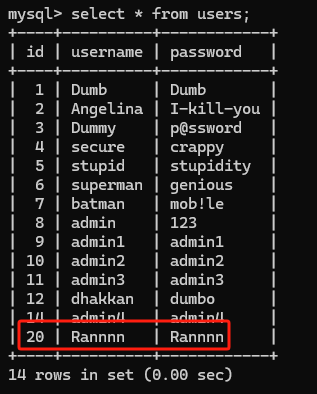 mysql> select * from users;
+----+----------+------------+
| id | username | password   |
+----+----------+------------+
|  1 | Dumb     | Dumb       |
|  2 | Angelina | I-kill-you |
|  3 | Dummy    | p@ssword   |
|  4 | secure   | crappy     |
|  5 | stupid   | stupidity  |
|  6 | superman | genious    |
|  7 | batman   | mob!le     |
|  8 | admin    | 123        |
|  9 | admin1   | admin1     |
| 10 | admin2   | admin2     |
| 11 | admin3   | admin3     |
| 12 | dhakkan  | dumbo      |
| 14 | admin4   | admin4     |
| 20 | Rannnn   | Rannnn     |
+----+----------+------------+
14 rows in set (0.00 sec)